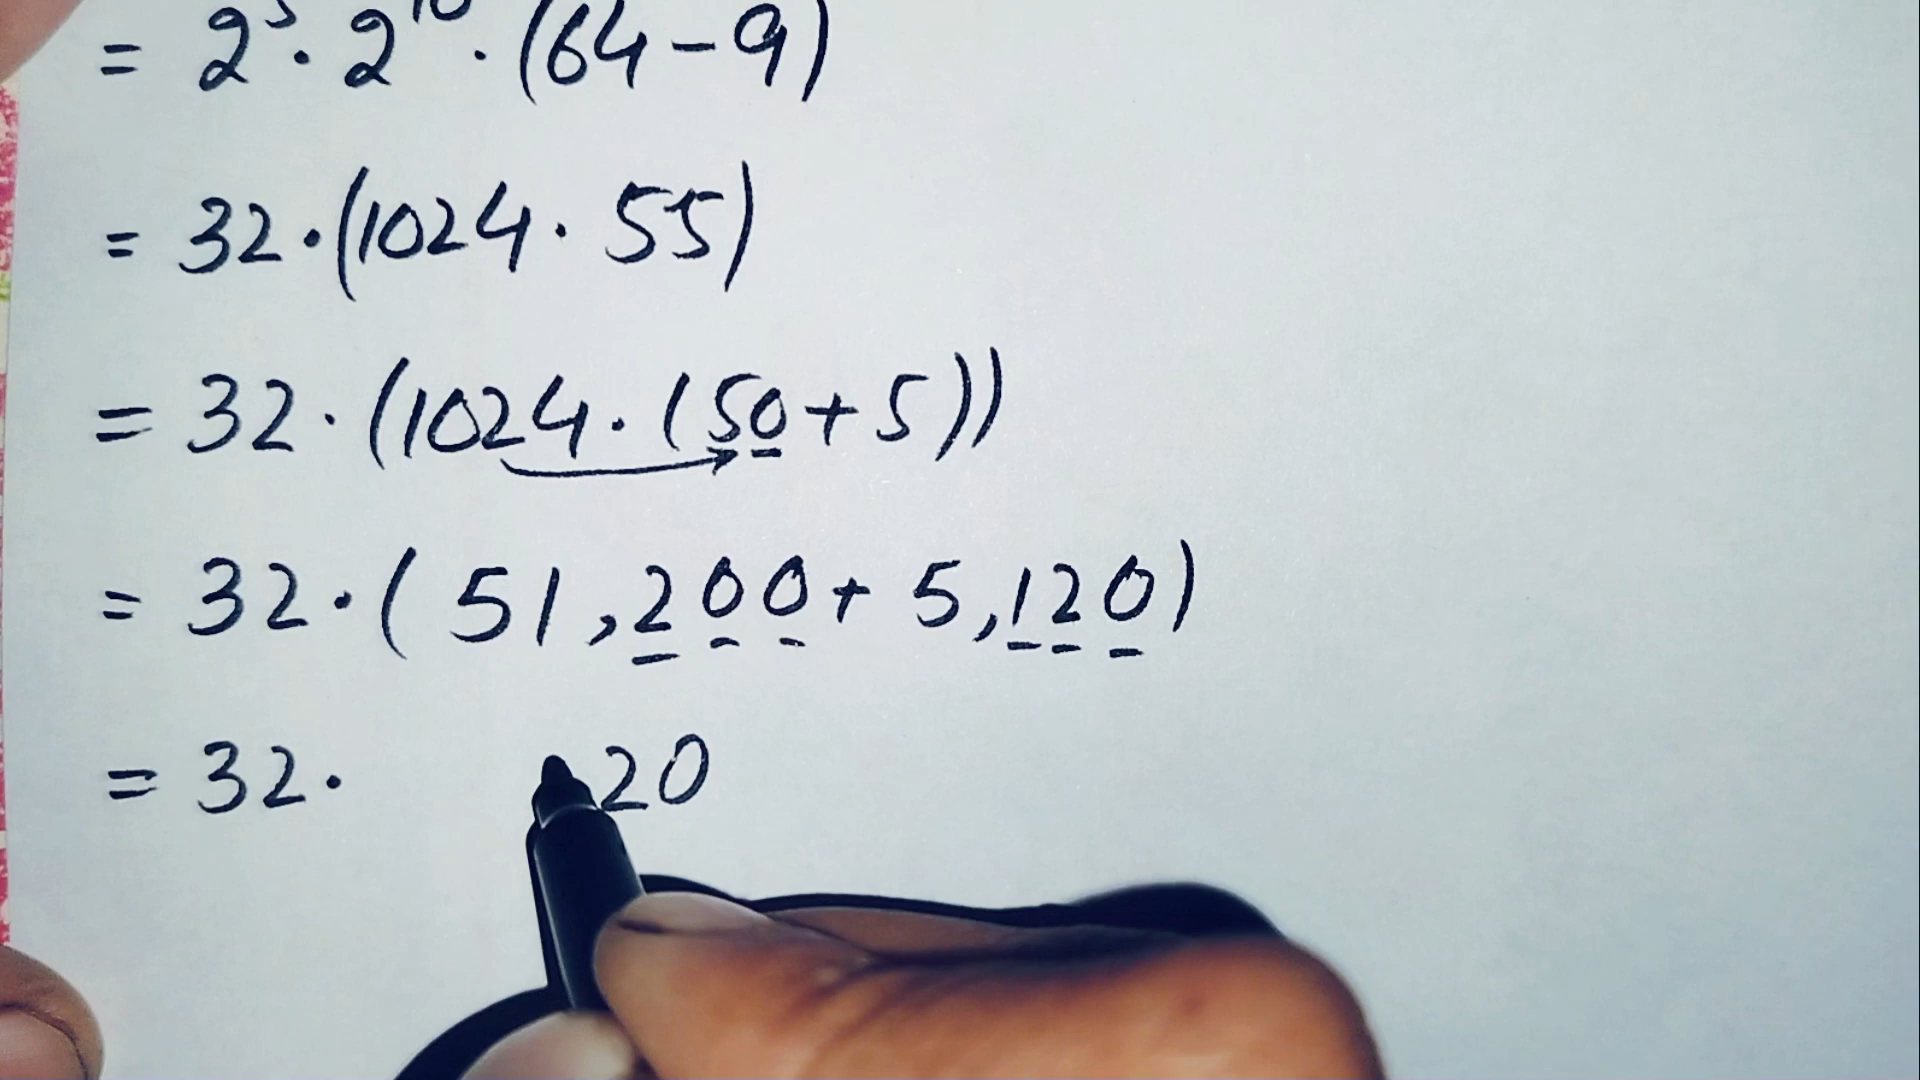 = 2⁵ · 2¹⁰ · (64 - 9)
= 32 · (1024 · 55)
= 32 · (1024 · (50 + 5))
= 32 · ( 51,200 + 5,120)
= 32 · 20